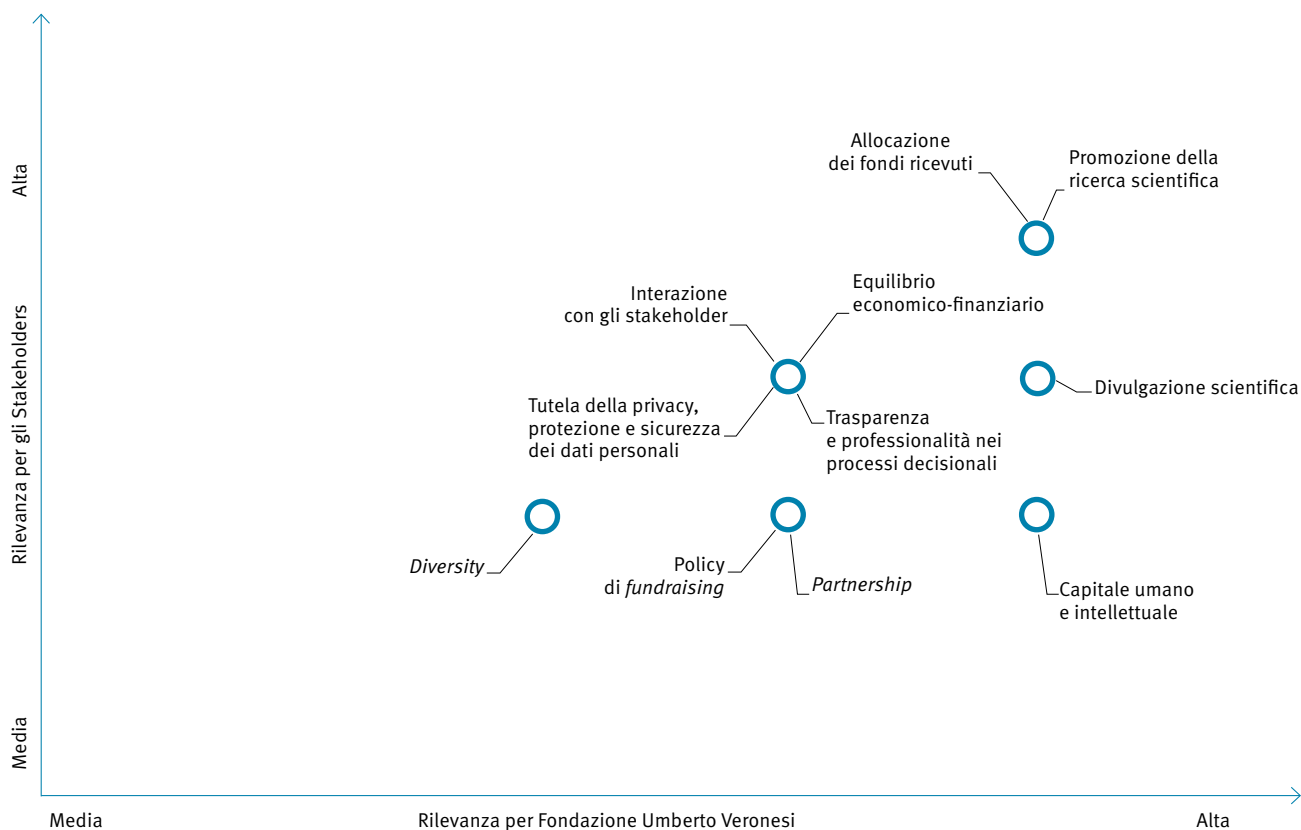 Alta
Rilevanza per gli Stakeholders
Media
Allocazione
dei fondi ricevuti
Promozione della
ricerca scientifica
Interazione
con gli stakeholder
Equilibrio
economico-finanziario
Divulgazione scientifica
Tutela della privacy,
protezione e sicurezza
dei dati personali
Trasparenza
e professionalità nei
processi decisionali
Diversity
Policy
di fundraising
Partnership
Capitale umano
e intellettuale
Media
Rilevanza per Fondazione Umberto Veronesi
Alta